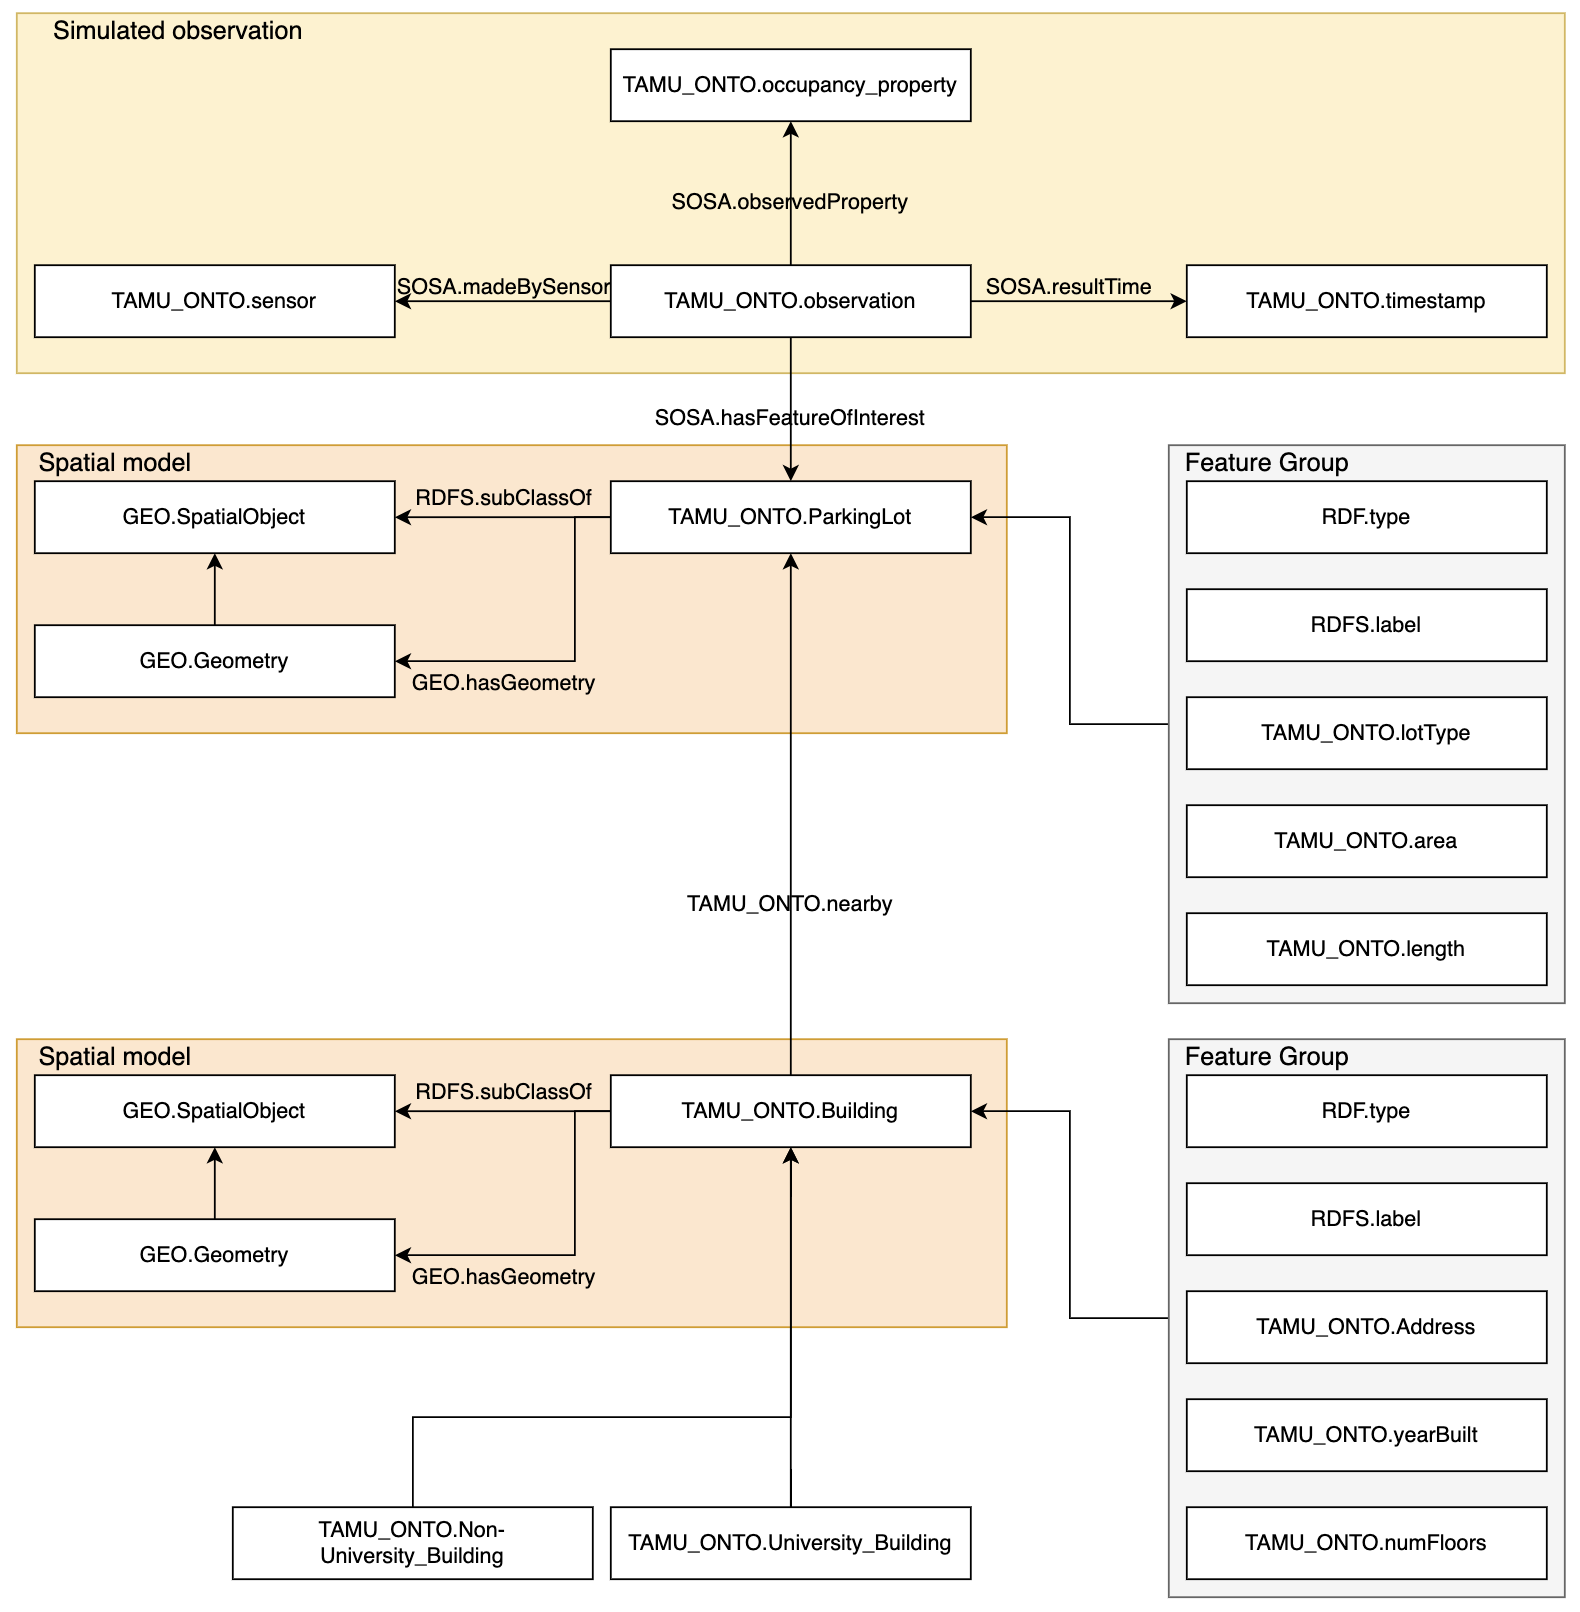 Simulated observation
TAMU_ONTO.occupancy_property
SOSA.observedProperty
TAMU_ONTO.sensor
SOSA.madeBySensor
TAMU_ONTO.observation
SOSA.resultTime
TAMU_ONTO.timestamp
SOSA.hasFeatureOfInterest
Spatial model
GEO.SpatialObject
RDFS.subClassOf
TAMU_ONTO.ParkingLot
GEO.Geometry
GEO.hasGeometry
Feature Group
RDF.type
RDFS.label
TAMU_ONTO.lotType
TAMU_ONTO.area
TAMU_ONTO.length
TAMU_ONTO.nearby
Spatial model
GEO.SpatialObject
RDFS.subClassOf
TAMU_ONTO.Building
GEO.Geometry
GEO.hasGeometry
Feature Group
RDF.type
RDFS.label
TAMU_ONTO.Address
TAMU_ONTO.yearBuilt
TAMU_ONTO.numFloors
TAMU_ONTO.Non-
University_Building
TAMU_ONTO.University_Building